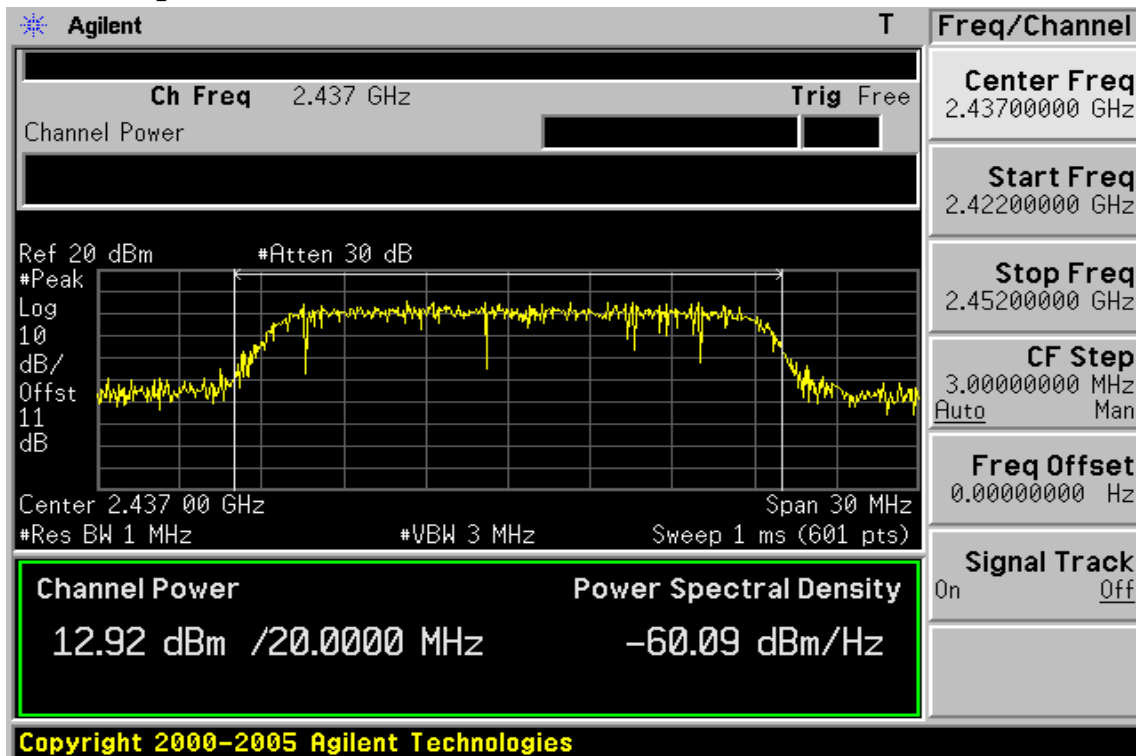 Agilent T
Ch Freq 2.437 GHz Trig Free
Channel Power
Ref 20 dBm #Atten 30 dB
#Peak
Log
10
dB/
Offst
11
dB
Center 2.437 00 GHz Span 30 MHz
#Res BW 1 MHz #VBW 3 MHz Sweep 1 ms (601 pts)
Channel Power Power Spectral Density
12.92 dBm /20.0000 MHz -60.09 dBm/Hz
Copyright 2000-2005 Agilent Technologies
Freq/Channel
Center Freq
2.43700000 GHz
Start Freq
2.42200000 GHz
Stop Freq
2.45200000 GHz
CF Step
3.00000000 MHz
Auto Man
Freq Offset
0.00000000 Hz
Signal Track
On Off